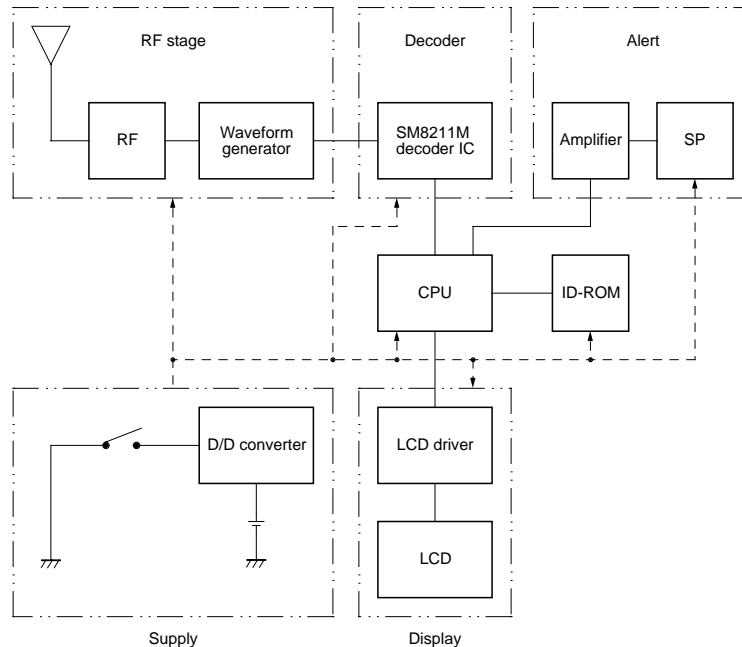 RF stage
Decoder
Alert
RF
Waveform
generator
SM8211M
decoder IC
Amplifier
SP
CPU
ID-ROM
D/D converter
LCD driver
LCD
Supply
Display